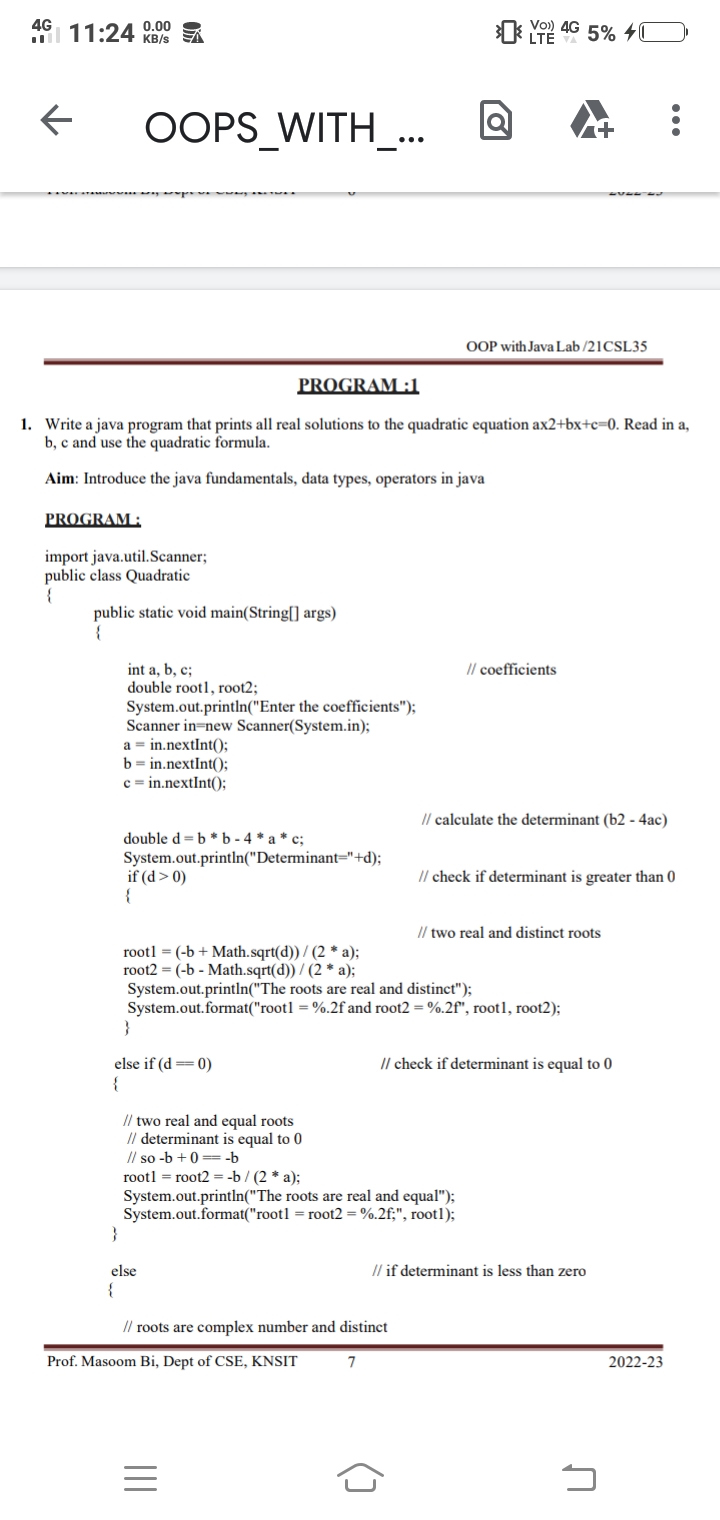 4G 11:24 0.00 KB/s Vo)) LTE 4G 5%
OOPS_WITH_...
Prof. Masoom Bi, Dept of CSE, KNSIT 6 2022-23
OOP with Java Lab /21CSL35
PROGRAM :1
1. Write a java program that prints all real solutions to the quadratic equation ax2+bx+c=0. Read in a,
b, c and use the quadratic formula.
Aim: Introduce the java fundamentals, data types, operators in java
PROGRAM :
import java.util.Scanner;
public class Quadratic
{
public static void main(String[] args)
{
int a, b, c; // coefficients
double root1, root2;
System.out.println("Enter the coefficients");
Scanner in=new Scanner(System.in);
a = in.nextInt();
b = in.nextInt();
c = in.nextInt();
// calculate the determinant (b2 - 4ac)
double d = b * b - 4 * a * c;
System.out.println("Determinant="+d);
if (d > 0) // check if determinant is greater than 0
{
// two real and distinct roots
root1 = (-b + Math.sqrt(d)) / (2 * a);
root2 = (-b - Math.sqrt(d)) / (2 * a);
System.out.println("The roots are real and distinct");
System.out.format("root1 = %.2f and root2 = %.2f", root1, root2);
}
else if (d == 0) // check if determinant is equal to 0
{
// two real and equal roots
// determinant is equal to 0
// so -b + 0 == -b
root1 = root2 = -b / (2 * a);
System.out.println("The roots are real and equal");
System.out.format("root1 = root2 = %.2f;", root1);
}
else // if determinant is less than zero
{
// roots are complex number and distinct
Prof. Masoom Bi, Dept of CSE, KNSIT 7 2022-23